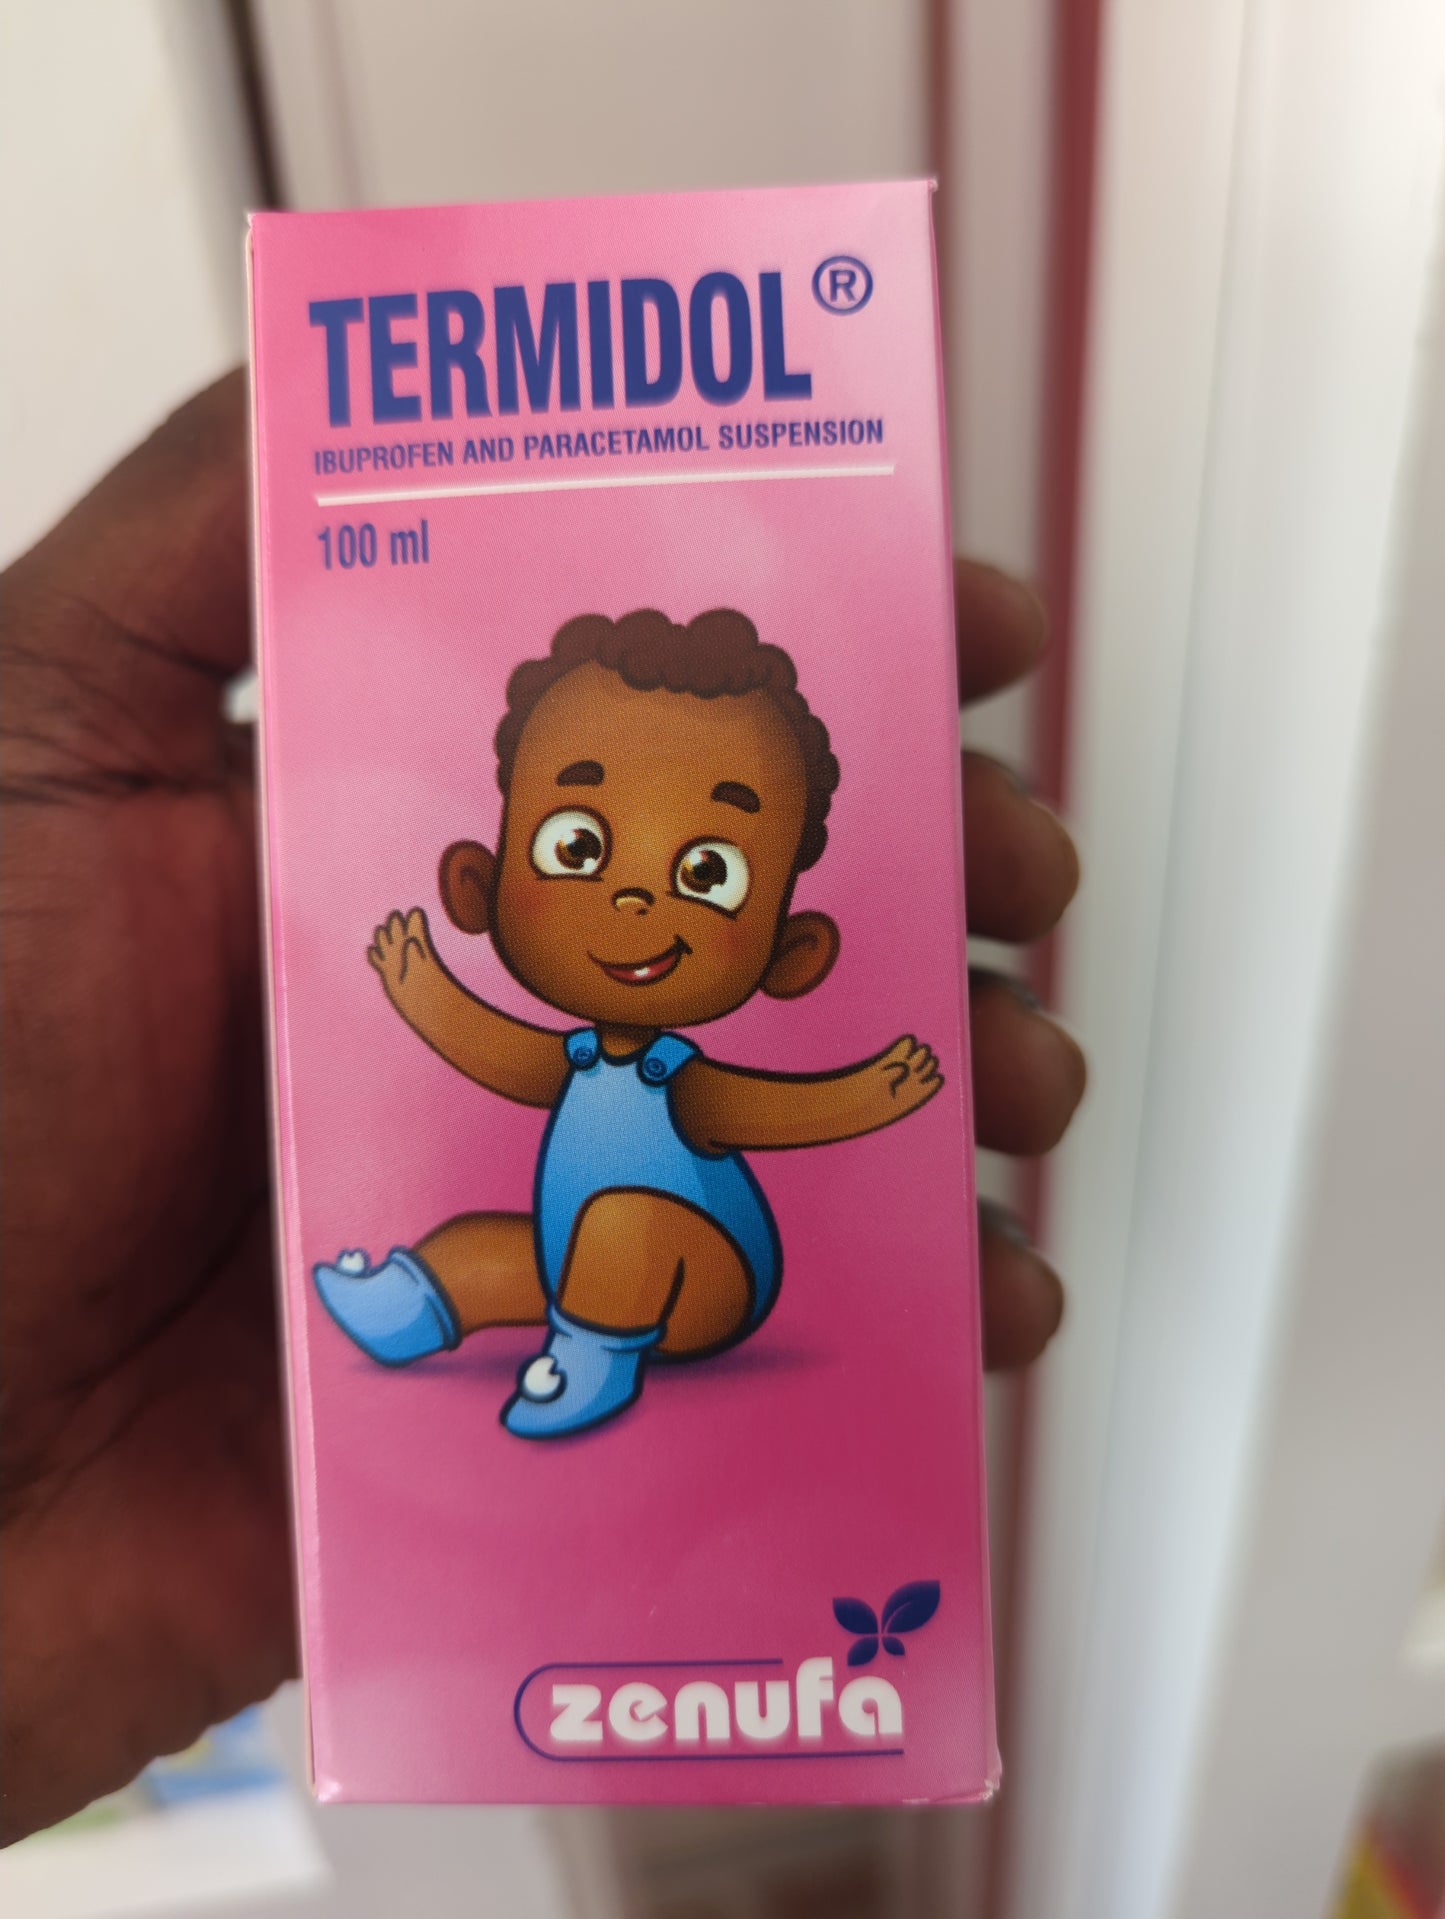 TERMIDOL ®
IBUPROFEN AND PARACETAMOL SUSPENSION
100 ml
zenufa